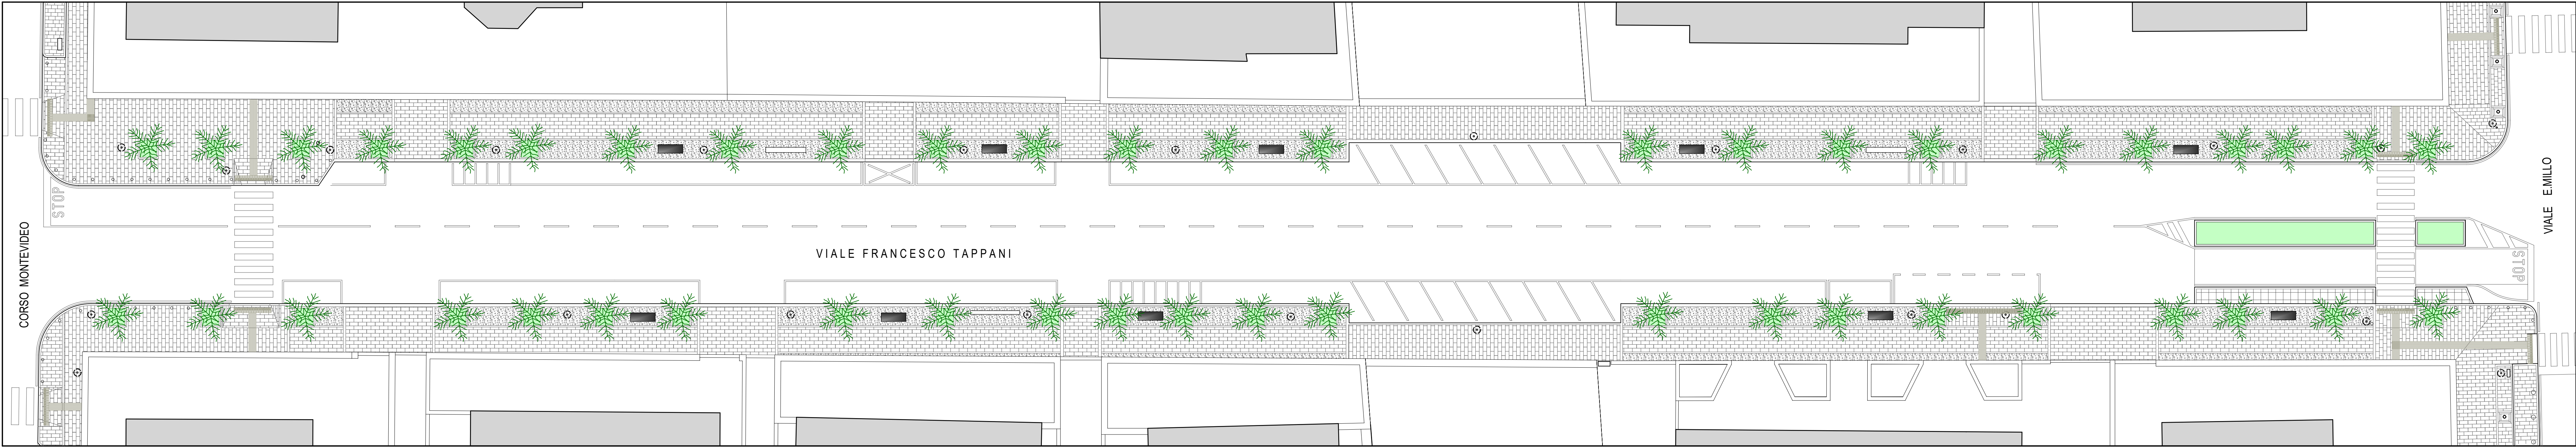 CORSO MONTEVIDEO
STOP
VIALE FRANCESCO TAPPANI
STOP
VIALE E.MILLO